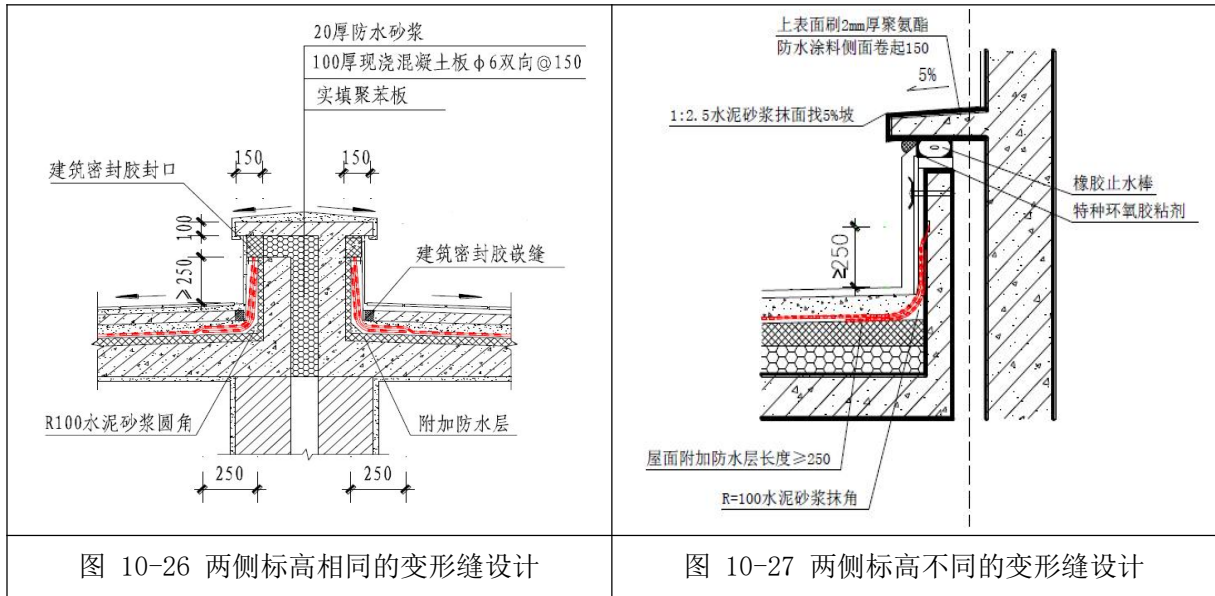 20厚防水砂浆
100厚现浇混凝土板φ6双向@150
实填聚苯板
150
150
建筑密封胶封口
100
≥250
建筑密封胶嵌缝
R100水泥砂浆圆角
附加防水层
250
250
图 10-26 两侧标高相同的变形缝设计
上表面刷2mm厚聚氨酯
防水涂料侧面卷起150
5%
1:2.5水泥砂浆抹面找5%坡
橡胶止水棒
特种环氧胶粘剂
≥250
屋面附加防水层长度≥250
R=100水泥砂浆抹角
图 10-27 两侧标高不同的变形缝设计